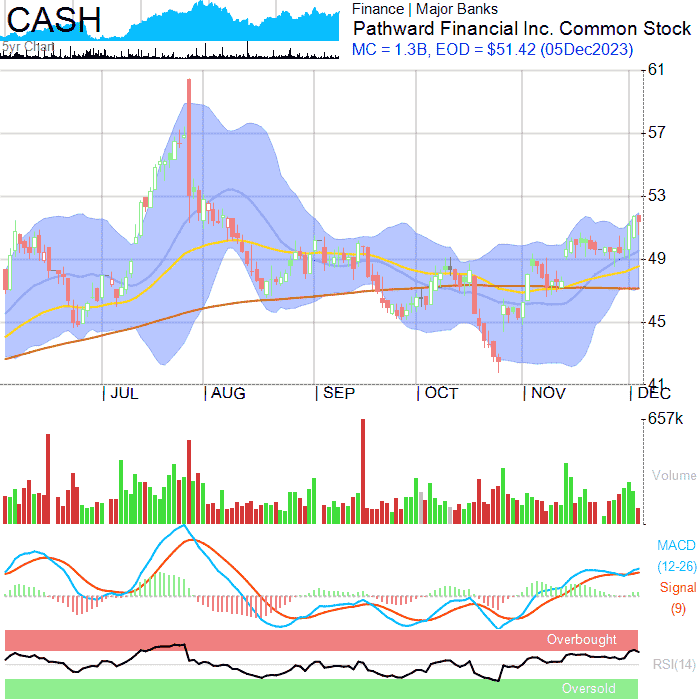 CASH
5yr Chart
Finance | Major Banks
Pathward Financial Inc. Common Stock
MC = 1.3B, EOD = $51.42 (05Dec2023)
61
57
53
49
45
41
JUL AUG SEP OCT NOV DEC
657k
Volume
MACD
(12-26)
Signal
(9)
Overbought
RSI(14)
Oversold